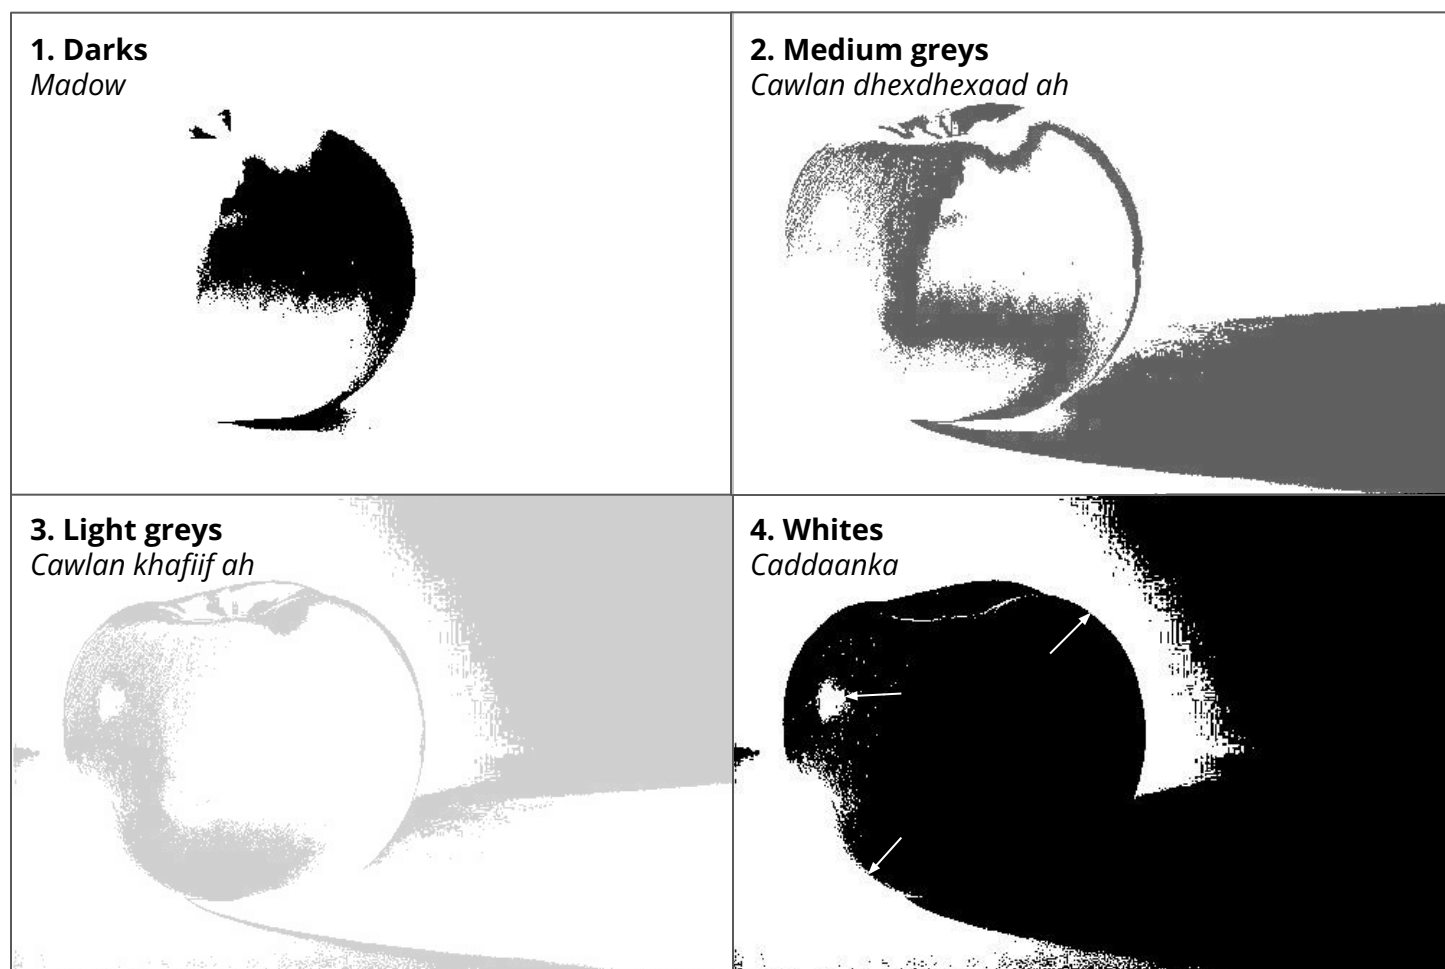 1. Darks
Madow
2. Medium greys
Cawlan dhexdhexaad ah
3. Light greys
Cawlan khafiif ah
4. Whites
Caddaanka